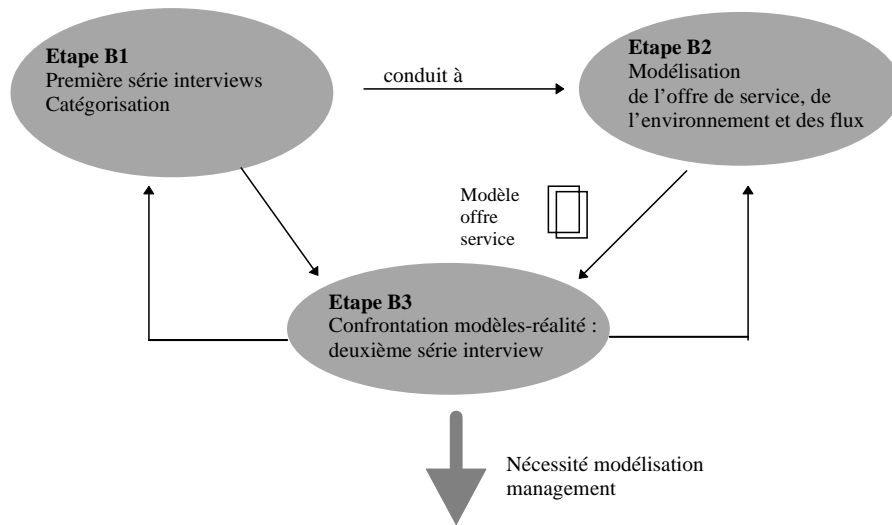 Etape B1
Première série interviews
Catégorisation
conduit à
Etape B2
Modélisation
de l’offre de service, de
l’environnement et des flux
Modèle
offre
service
Etape B3
Confrontation modèles-réalité :
deuxième série interview
Nécessité modélisation
management